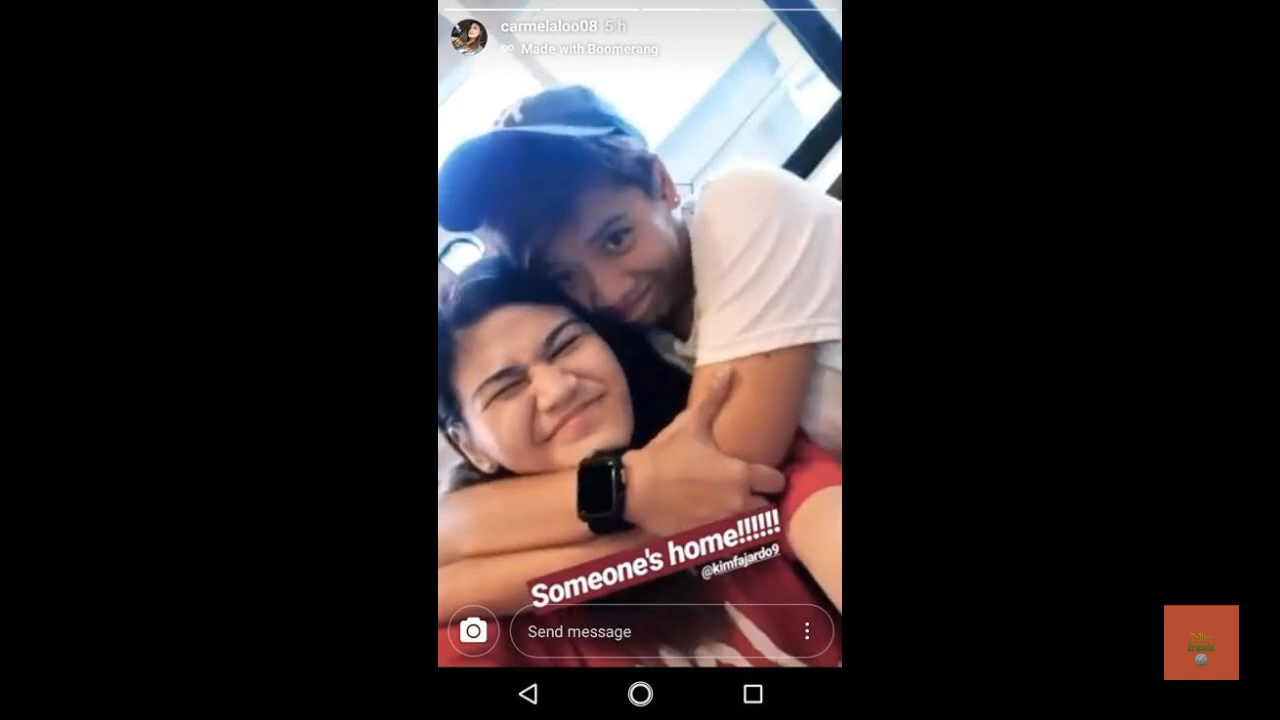 carmelaloo08 5 h
Made with Boomerang
Someone's home!!!!!!
@kimfajardo9
Send message